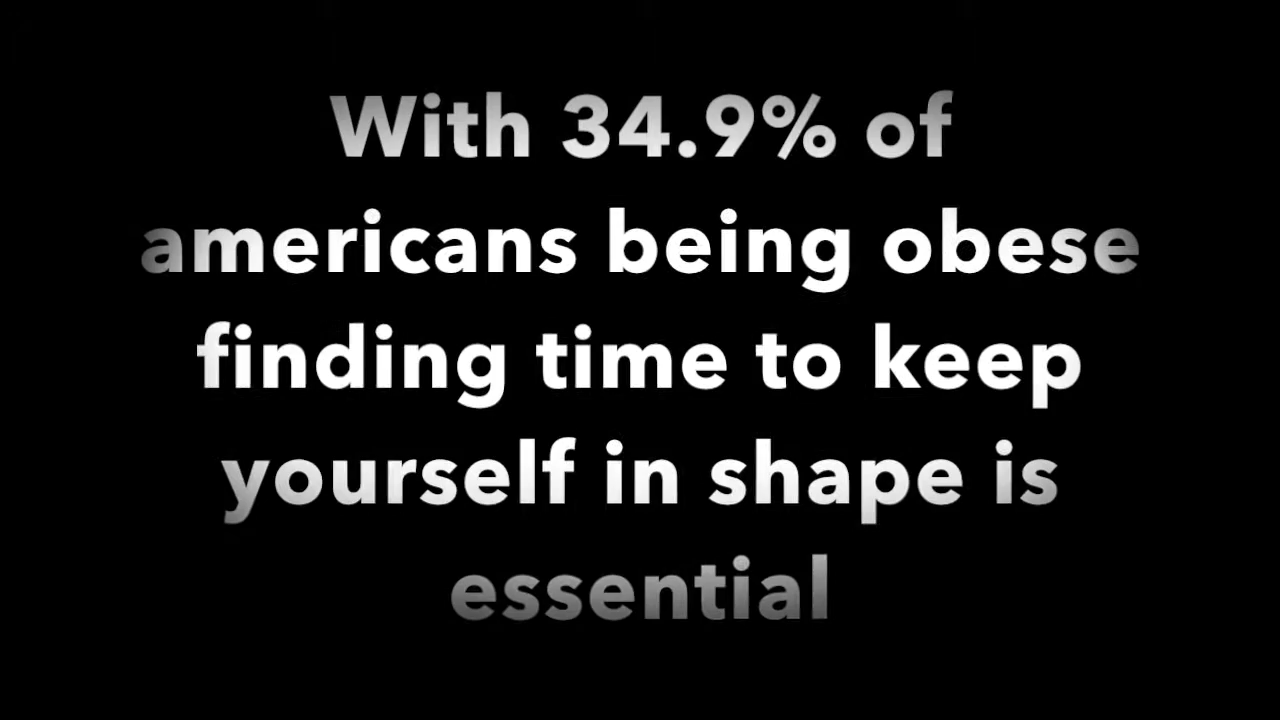 With 34.9% of
americans being obese
finding time to keep
yourself in shape is
essential